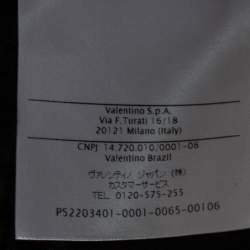 Valentino S.p.A.
Via F.Turati 16/18
20121 Milano (Italy)
CNPJ 14.720.010/0001-08
Valentino Brazil
ヴァレンティノ ジャパン (株)
カスタマーサービス
TEL 0120-575-255
PS2203401-0001-0065-00106